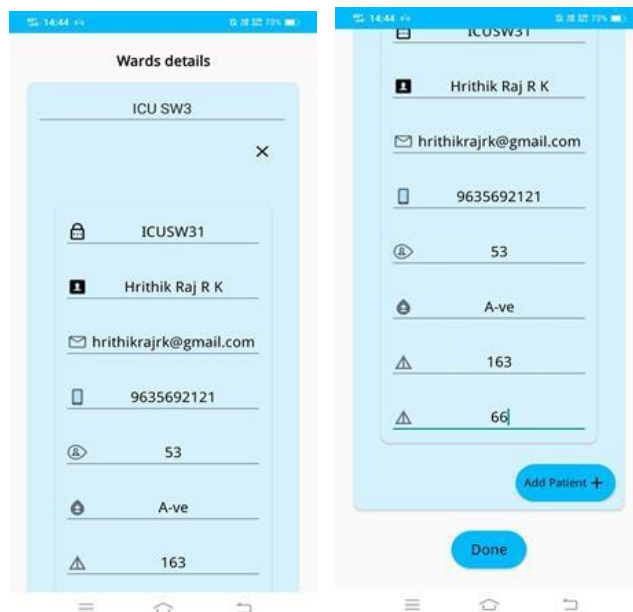 14:44
73%
Wards details
ICU SW3
ICUSW31
Hrithik Raj R K
hrithikrajrk@gmail.com
9635692121
53
A-ve
163
14:44
73%
ICUSW31
Hrithik Raj R K
hrithikrajrk@gmail.com
9635692121
53
A-ve
163
66
Add Patient +
Done